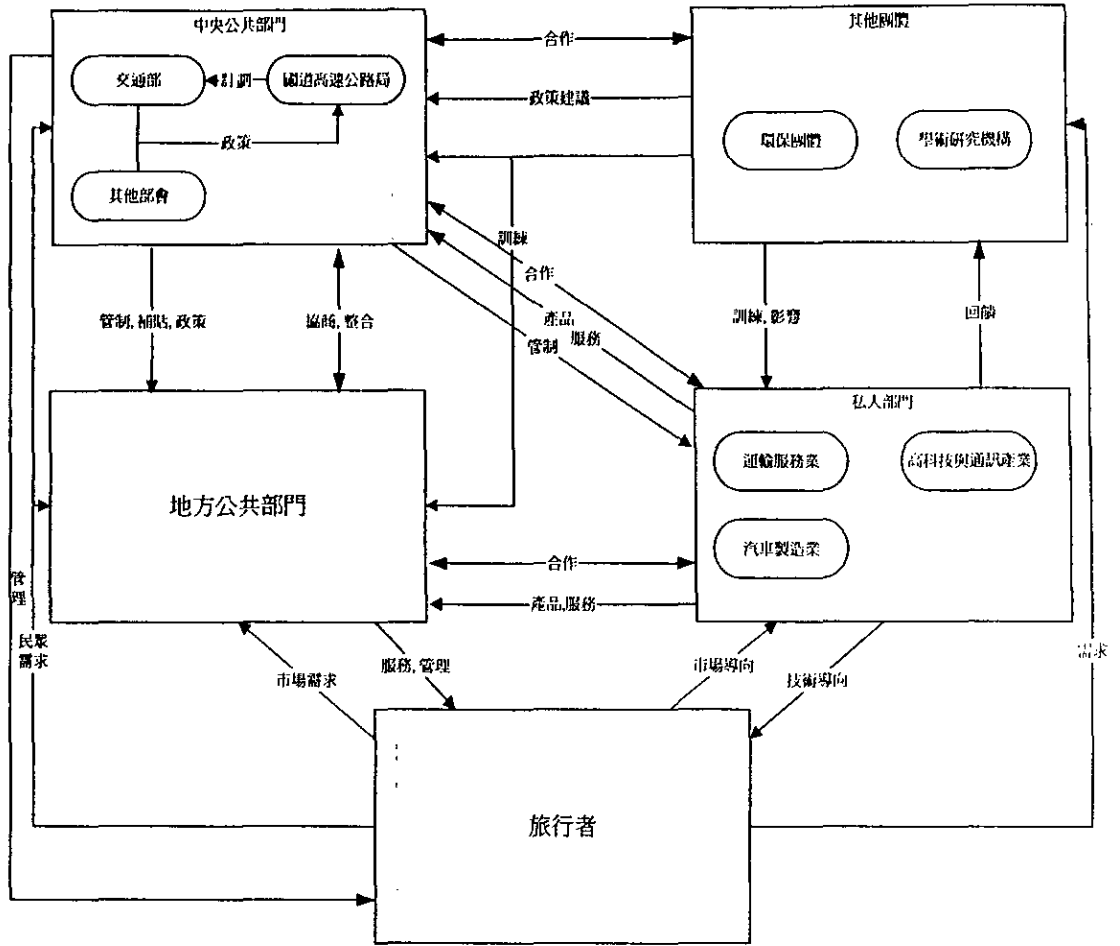 中央公共部門
其他團體
合作
交通部
計劃
國道高速公路局
政策建議
政策
環保團體
學術研究機構
其他部會
訓練
合作
管制, 補貼, 政策
協商, 整合
產品
服務
管制
訓練, 影響
回饋
私人部門
運輸服務業
高科技與通訊產業
地方公共部門
汽車製造業
合作
管
理
產品,服務
民眾
需求
服務, 管理
市場需求
市場導向
技術導向
需求
旅行者